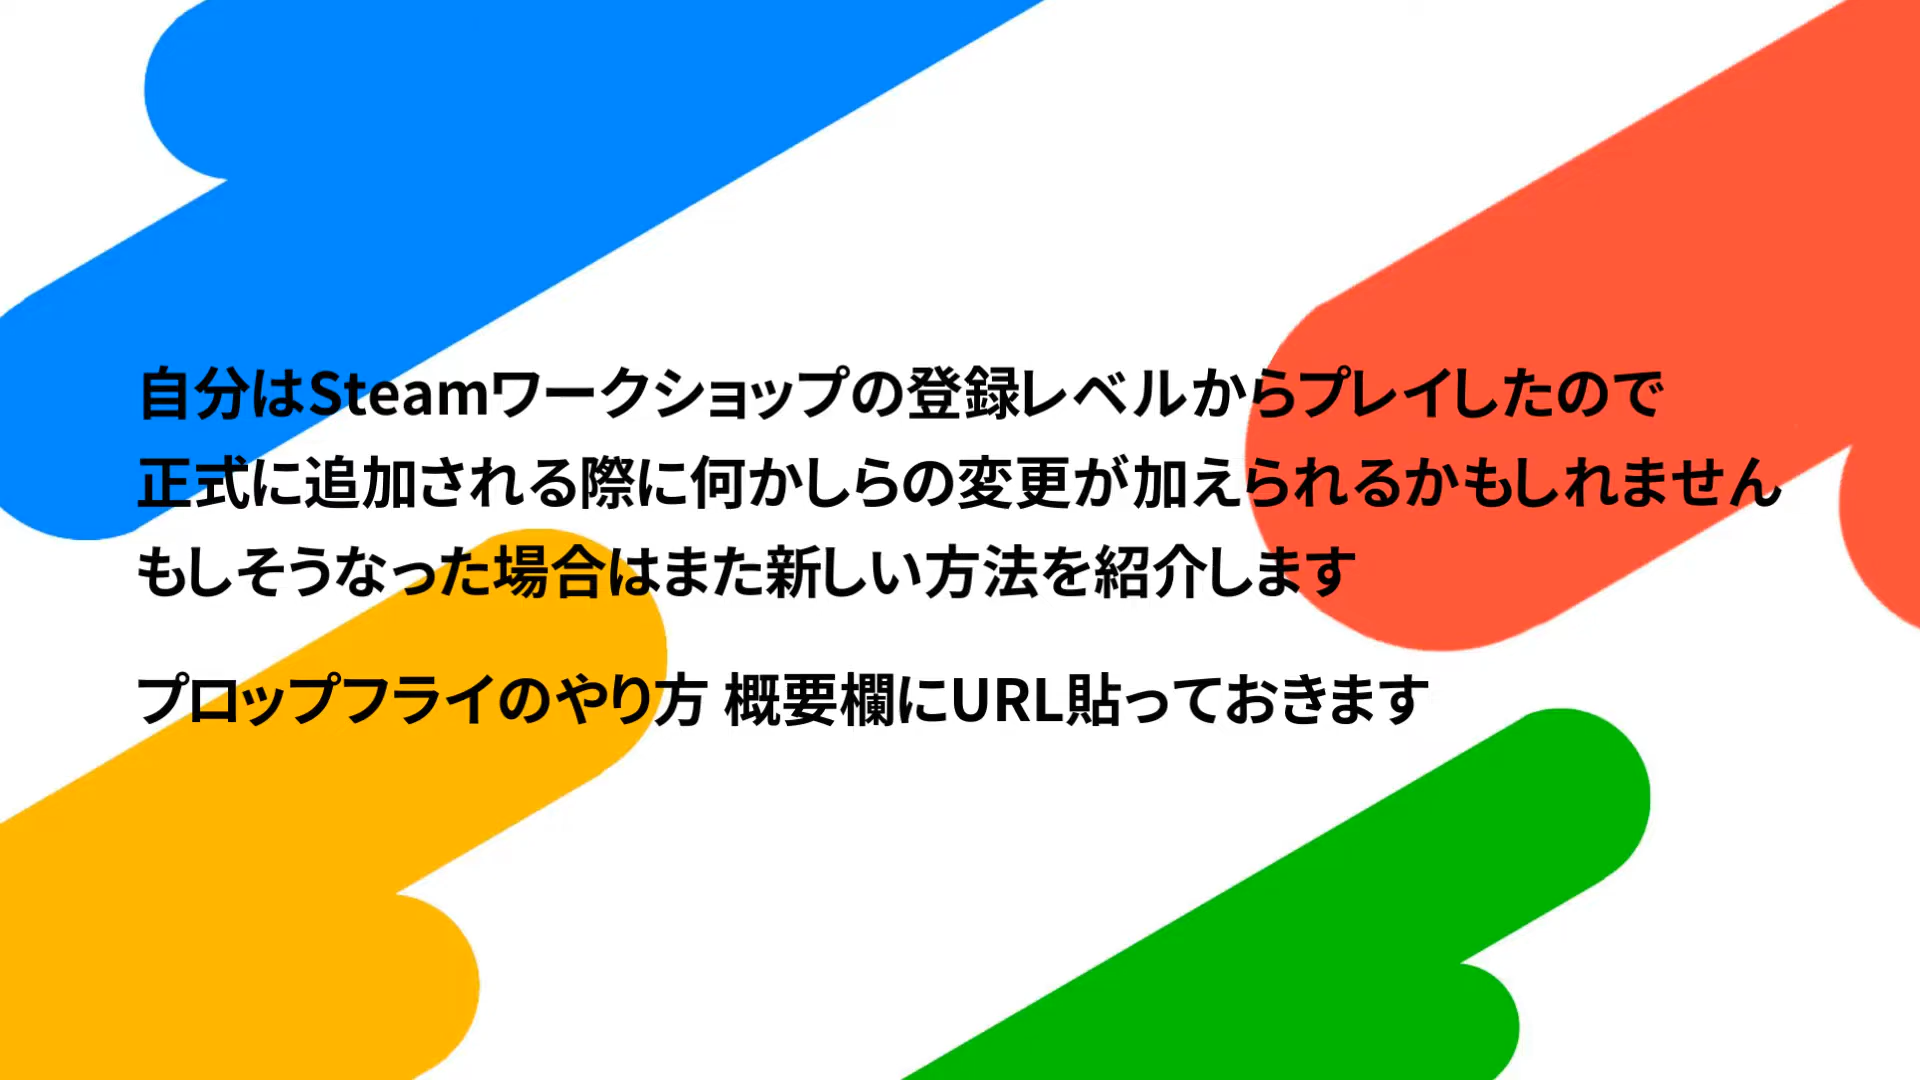 自分はSteamワークショップの登録レベルからプレイしたので
正式に追加される際に何かしらの変更が加えられるかもしれません
もしそうなった場合はまた新しい方法を紹介します
プロップフライのやり方 概要欄にURL貼っておきます